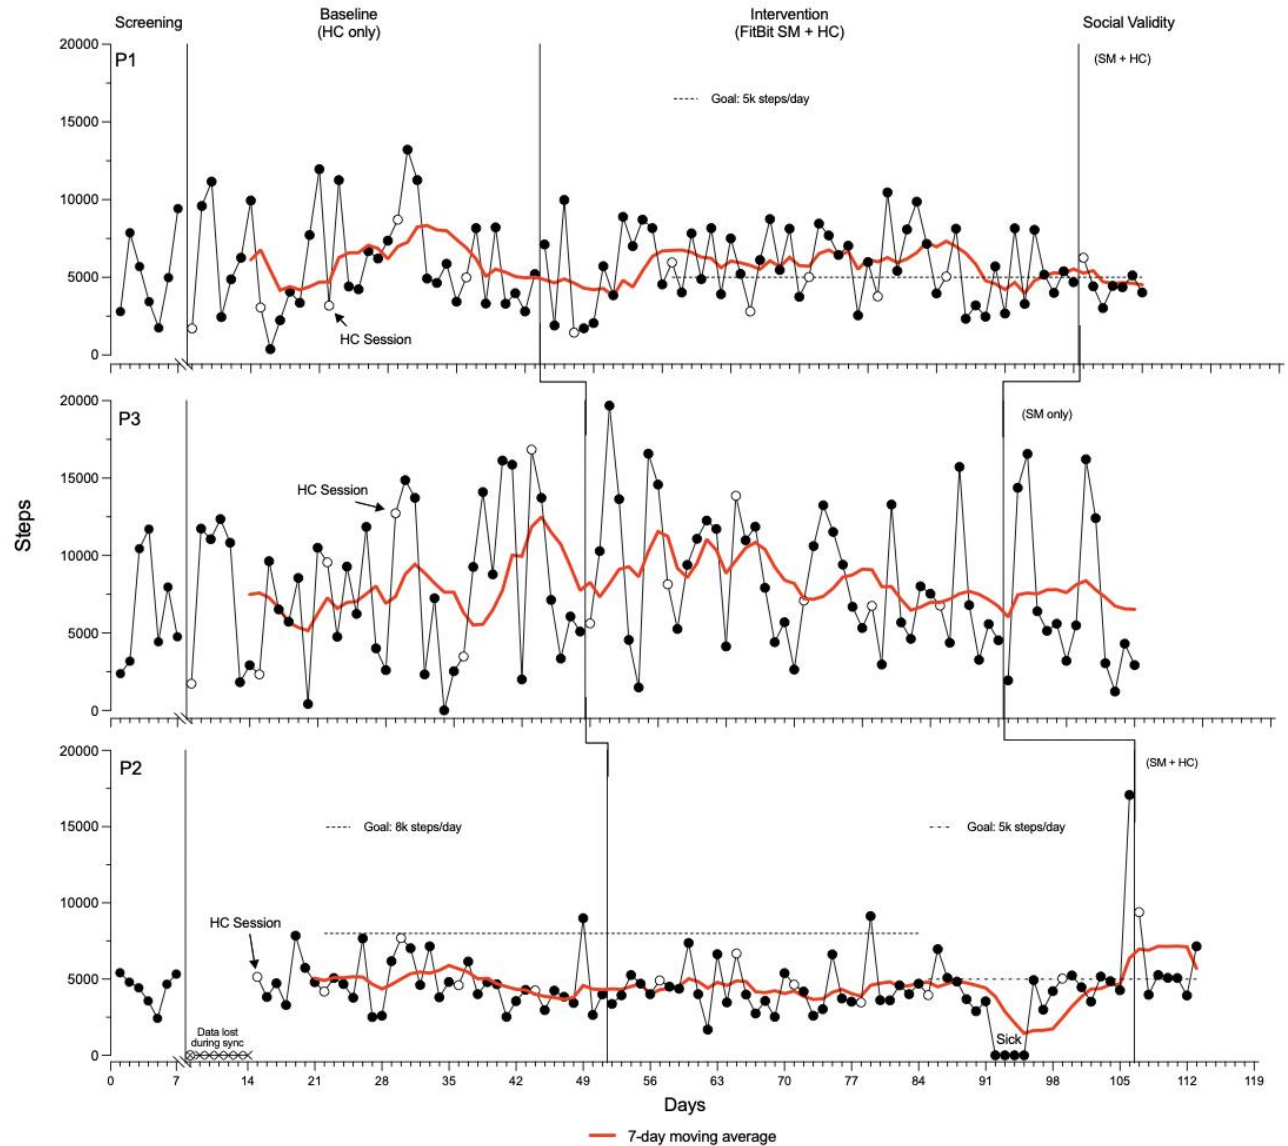 Screening
Baseline
(HC only)
Intervention
(FitBit SM + HC)
Social Validity
20000
P1
(SM + HC)
Goal: 5k steps/day
15000
10000
5000
HC Session
0
20000
P3
(SM only)
HC Session
15000
Steps
10000
5000
0
20000
P2
(SM + HC)
15000
Goal: 8k steps/day
Goal: 5k steps/day
10000
HC Session
5000
Data lost
during sync
Sick
0
0 7 14 21 28 35 42 49 56 63 70 77 84 91 98 105 112 119
Days
7-day moving average